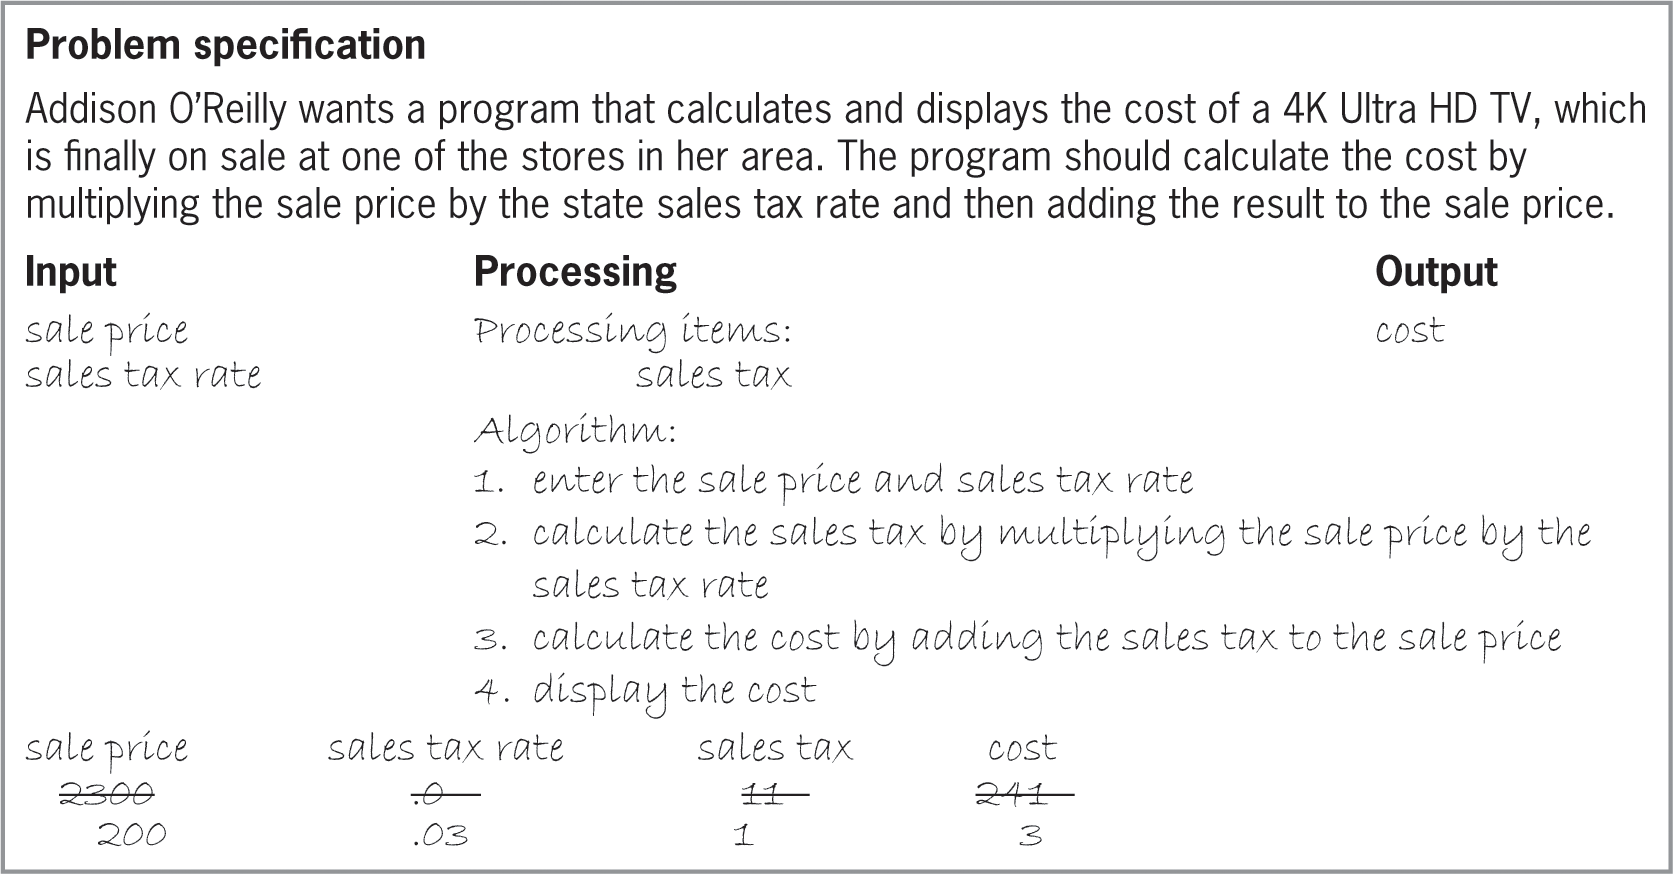 Problem specification
Addison O’Reilly wants a program that calculates and displays the cost of a 4K Ultra HD TV, which
is finally on sale at one of the stores in her area. The program should calculate the cost by
multiplying the sale price by the state sales tax rate and then adding the result to the sale price.
Input Processing Output
sale price Processing items: cost
sales tax rate sales tax
Algorithm:
1. enter the sale price and sales tax rate
2. calculate the sales tax by multiplying the sale price by the
sales tax rate
3. calculate the cost by adding the sales tax to the sale price
4. display the cost
sale price sales tax rate sales tax cost
2300 .0 11 241
200 .03 1 3